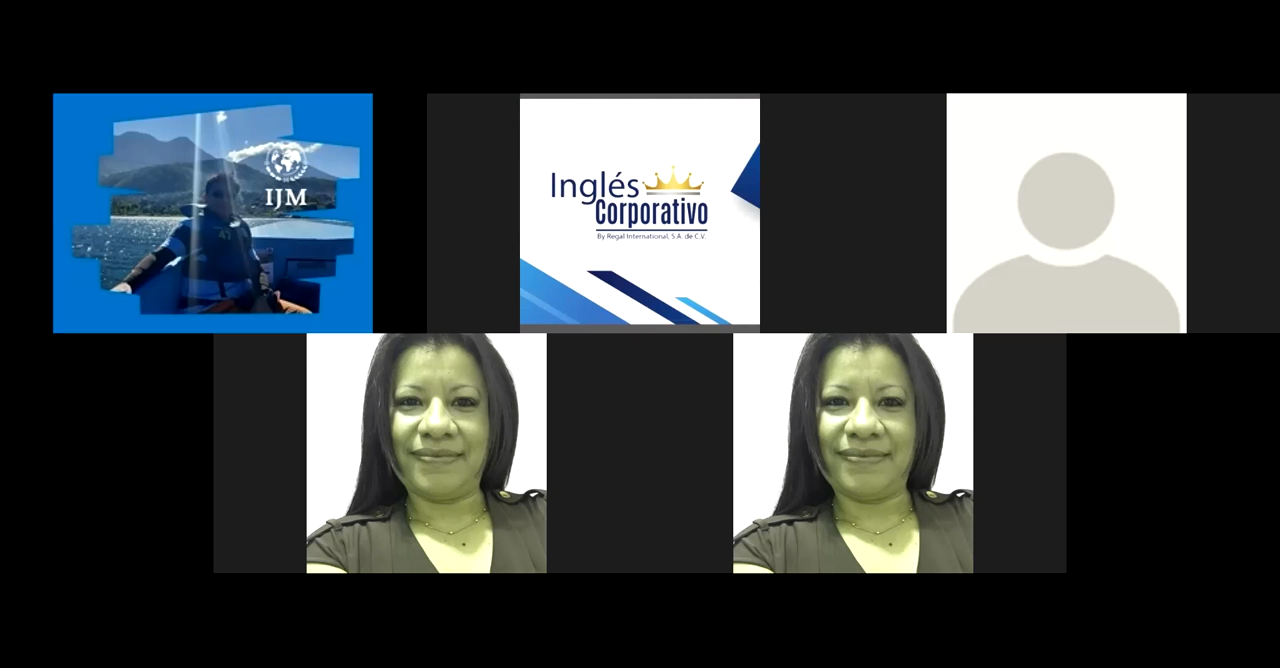 IJM
Inglés
Corporativo
By Regal International, S.A. de C.V.